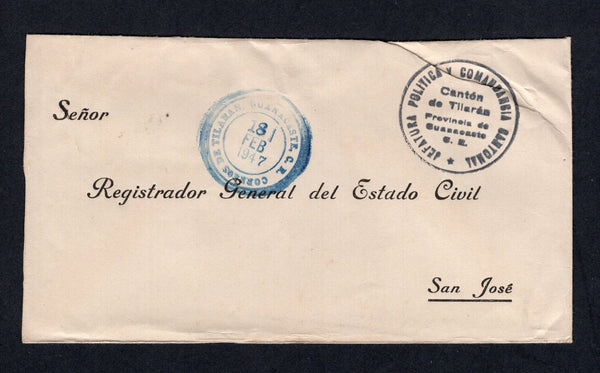 JEFATURA POLITICA Y COMANDANCIA CANTONAL
Cantón
de Tilarán
Provincia de
Guanacaste
C. R.
Señor
CORREOS DE TILARAN, GUANACASTE, C. R.
FEB
1947
Registrador General del Estado Civil
San José